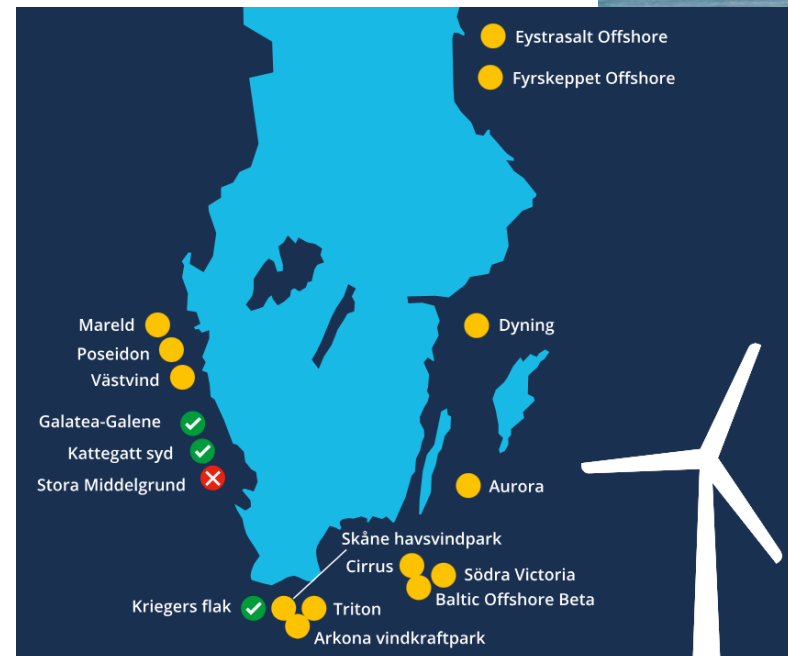 Eystrasalt Offshore
Fyrskeppet Offshore
Mareld
Dyning
Poseidon
Västvind
Galatea-Galene
Kattegatt syd
Stora Middelgrund
Aurora
Skåne havsvindpark
Cirrus
Södra Victoria
Baltic Offshore Beta
Kriegers flak
Triton
Arkona vindkraftpark